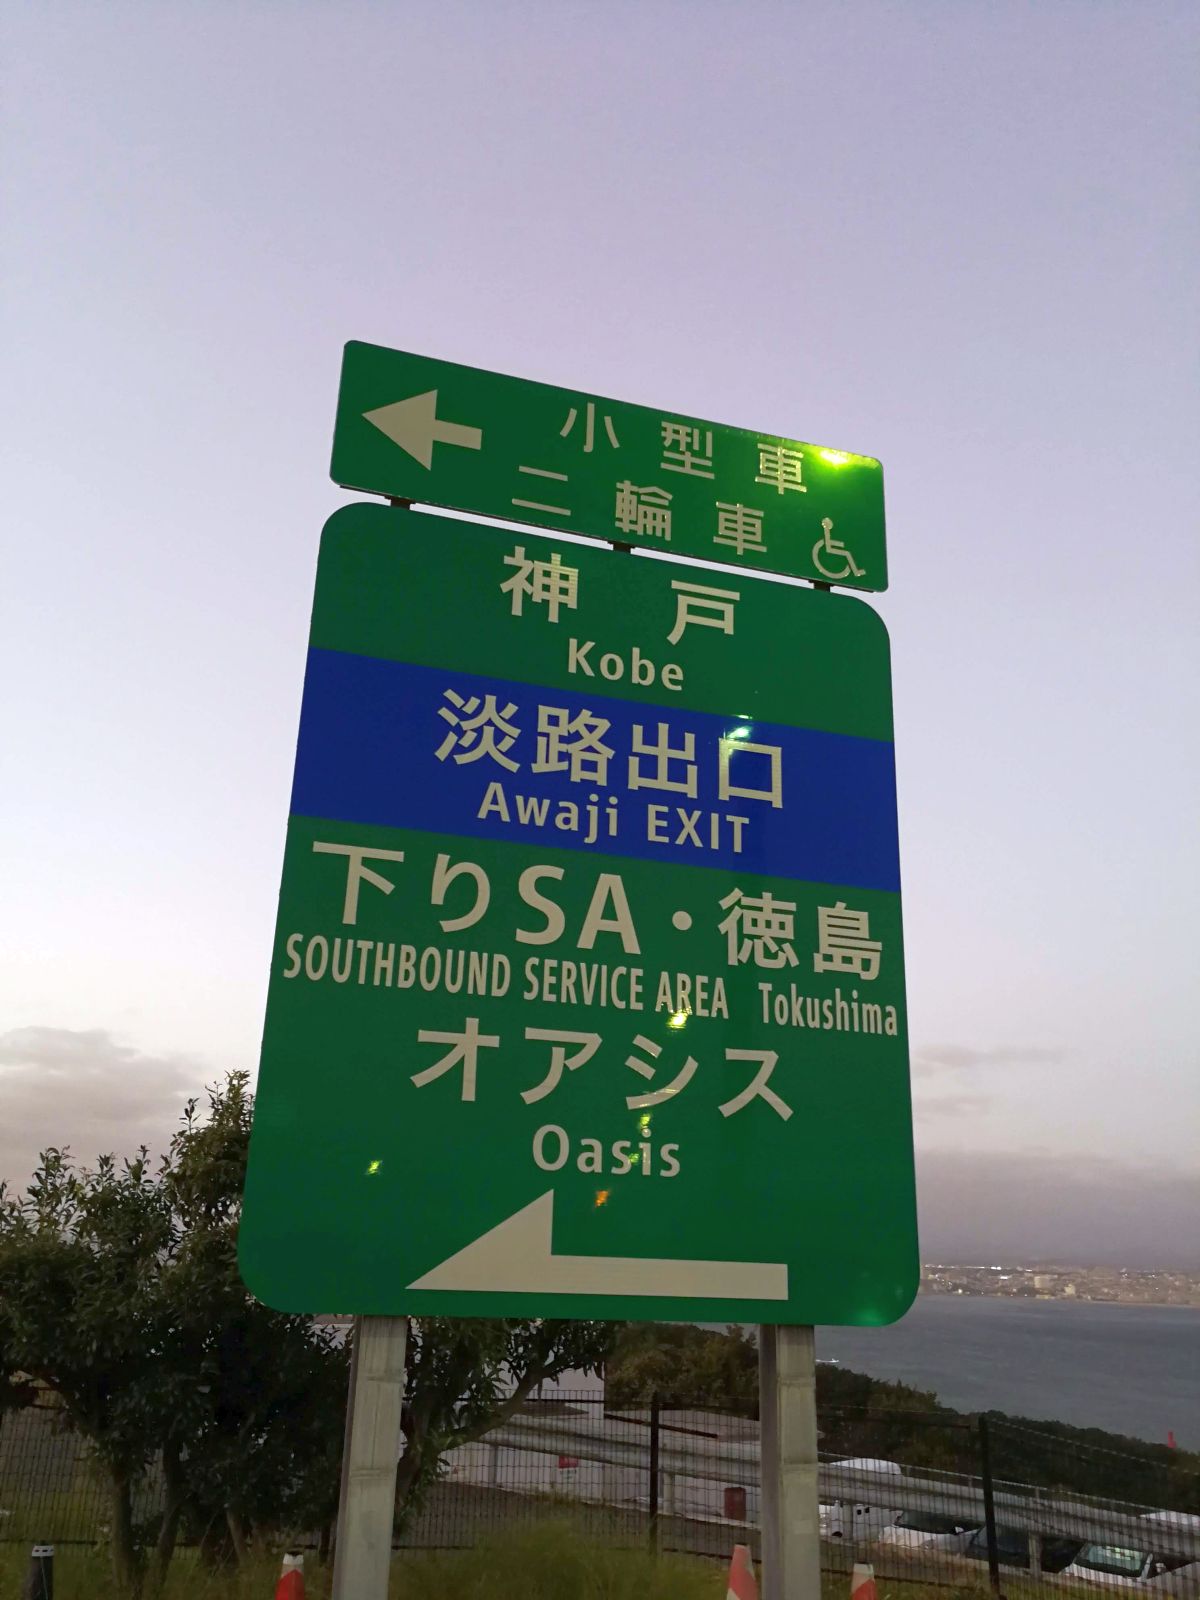 小型車
二輪車
神戸
Kobe
淡路出口
Awaji EXIT
下りSA・徳島
SOUTHBOUND SERVICE AREA Tokushima
オアシス
Oasis